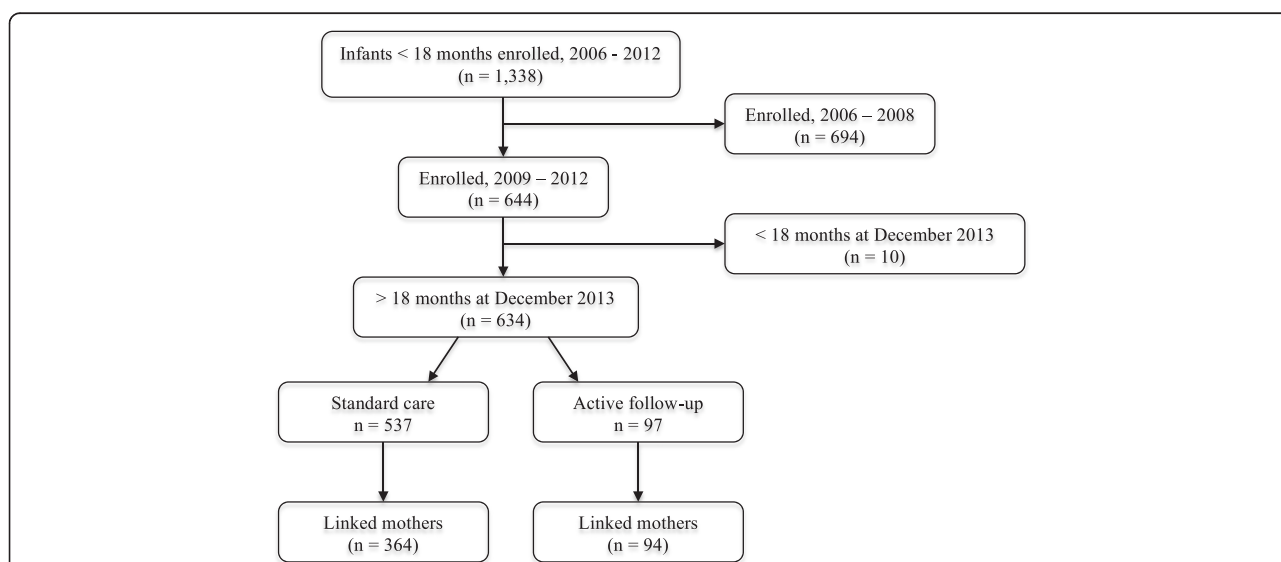 Infants < 18 months enrolled, 2006 - 2012
(n = 1,338)
Enrolled, 2006 – 2008
(n = 694)
Enrolled, 2009 – 2012
(n = 644)
< 18 months at December 2013
(n = 10)
> 18 months at December 2013
(n = 634)
Standard care
n = 537
Active follow-up
n = 97
Linked mothers
(n = 364)
Linked mothers
(n = 94)